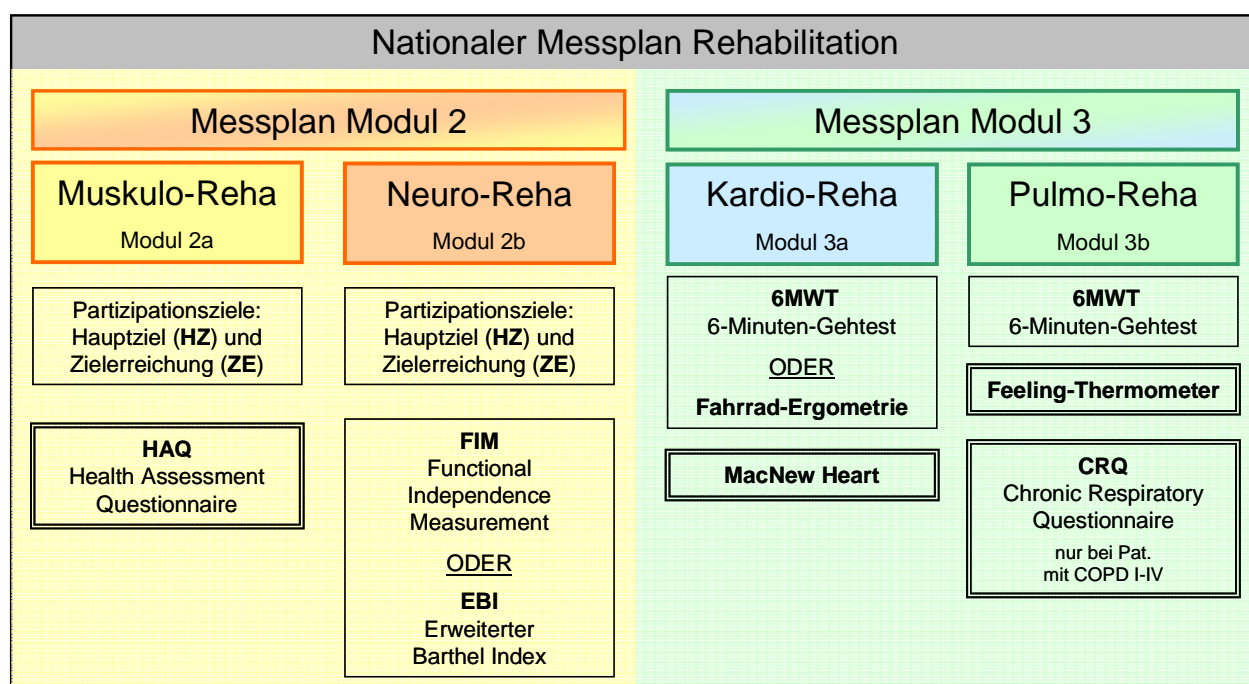 Nationaler Messplan Rehabilitation
Messplan Modul 2
Muskulo-Reha
Modul 2a
Partizipationsziele:
Hauptziel (HZ) und
Zielerreichung (ZE)
HAQ
Health Assessment
Questionnaire
Neuro-Reha
Modul 2b
Partizipationsziele:
Hauptziel (HZ) und
Zielerreichung (ZE)
FIM
Functional
Independence
Measurement
ODER
EBI
Erweiterter
Barthel Index
Messplan Modul 3
Kardio-Reha
Modul 3a
6MWT
6-Minuten-Gehtest
ODER
Fahrrad-Ergometrie
MacNew Heart
Pulmo-Reha
Modul 3b
6MWT
6-Minuten-Gehtest
Feeling-Thermometer
CRQ
Chronic Respiratory
Questionnaire
nur bei Pat.
mit COPD I-IV